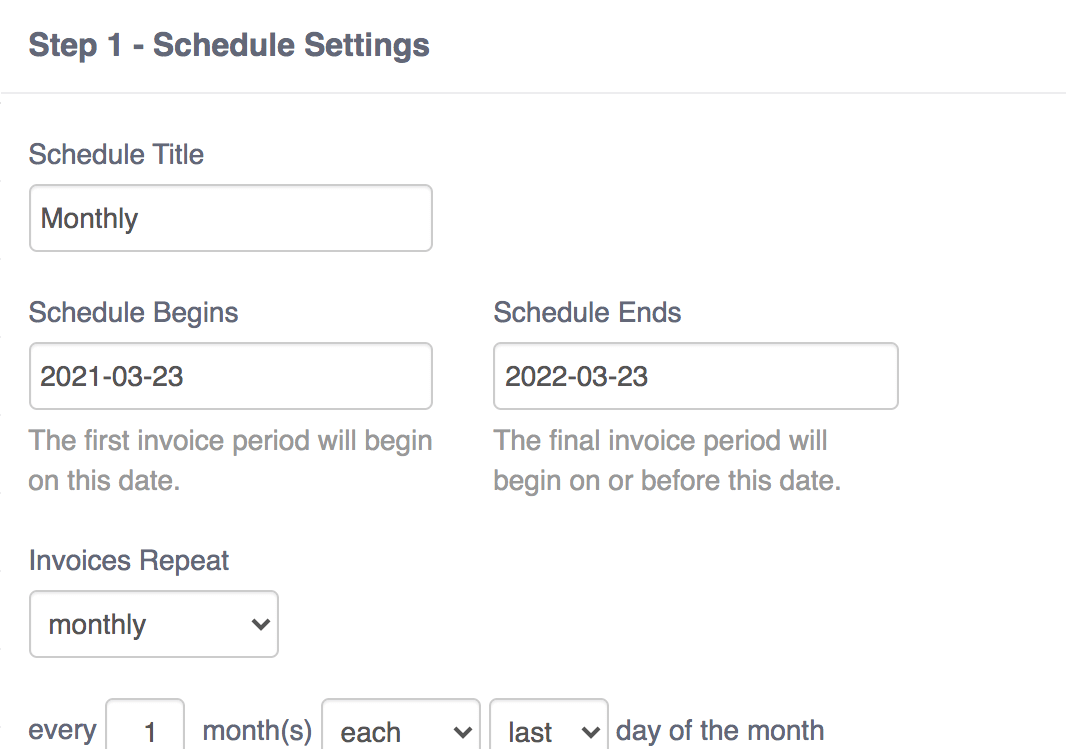 Step 1 - Schedule Settings
Schedule Title
Monthly
Schedule Begins
Schedule Ends
2021-03-23
2022-03-23
The first invoice period will begin
on this date.
The final invoice period will
begin on or before this date.
Invoices Repeat
monthly
every 1 month(s) each last day of the month